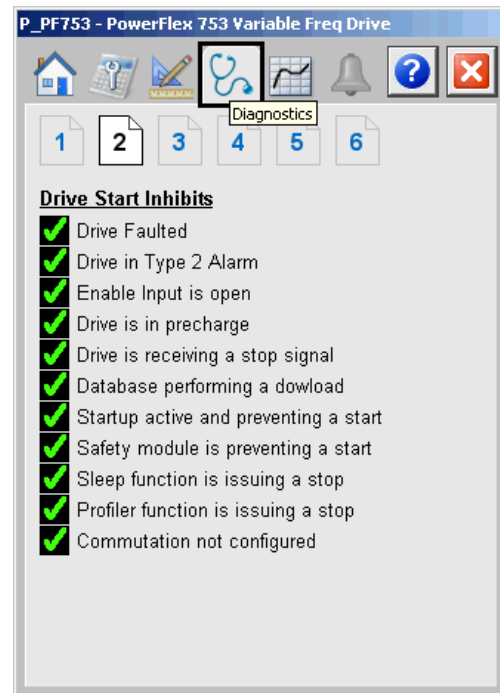 P_PF753 - PowerFlex 753 Variable Freq Drive
?
Diagnostics
1 2 3 4 5 6
Drive Start Inhibits
Drive Faulted
Drive in Type 2 Alarm
Enable Input is open
Drive is in precharge
Drive is receiving a stop signal
Database performing a dowload
Startup active and preventing a start
Safety module is preventing a start
Sleep function is issuing a stop
Profiler function is issuing a stop
Commutation not configured